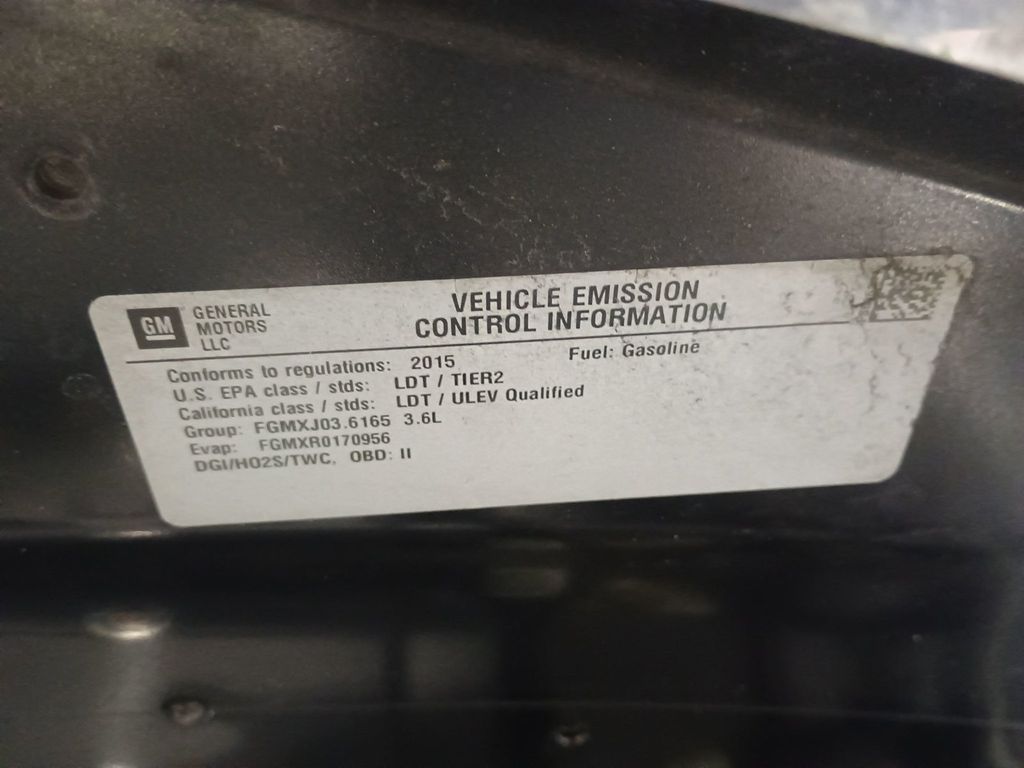 GM
GENERAL
MOTORS
LLC
VEHICLE EMISSION
CONTROL INFORMATION
Conforms to regulations: 2015 Fuel: Gasoline
U.S. EPA class / stds: LDT / TIER2
California class / stds: LDT / ULEV Qualified
Group: FGMXJ03.6165 3.6L
Evap: FGMXR0170956
DGI/HO2S/TWC, OBD: II